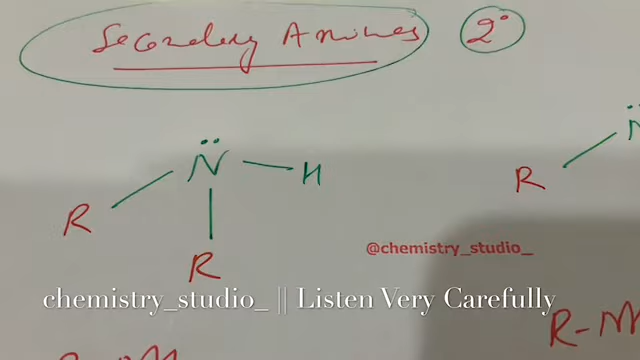 Secondary Amines 2°
N
N - H
R
R
R
@chemistry_studio_
chemistry_studio_ || Listen Very Carefully
R-N